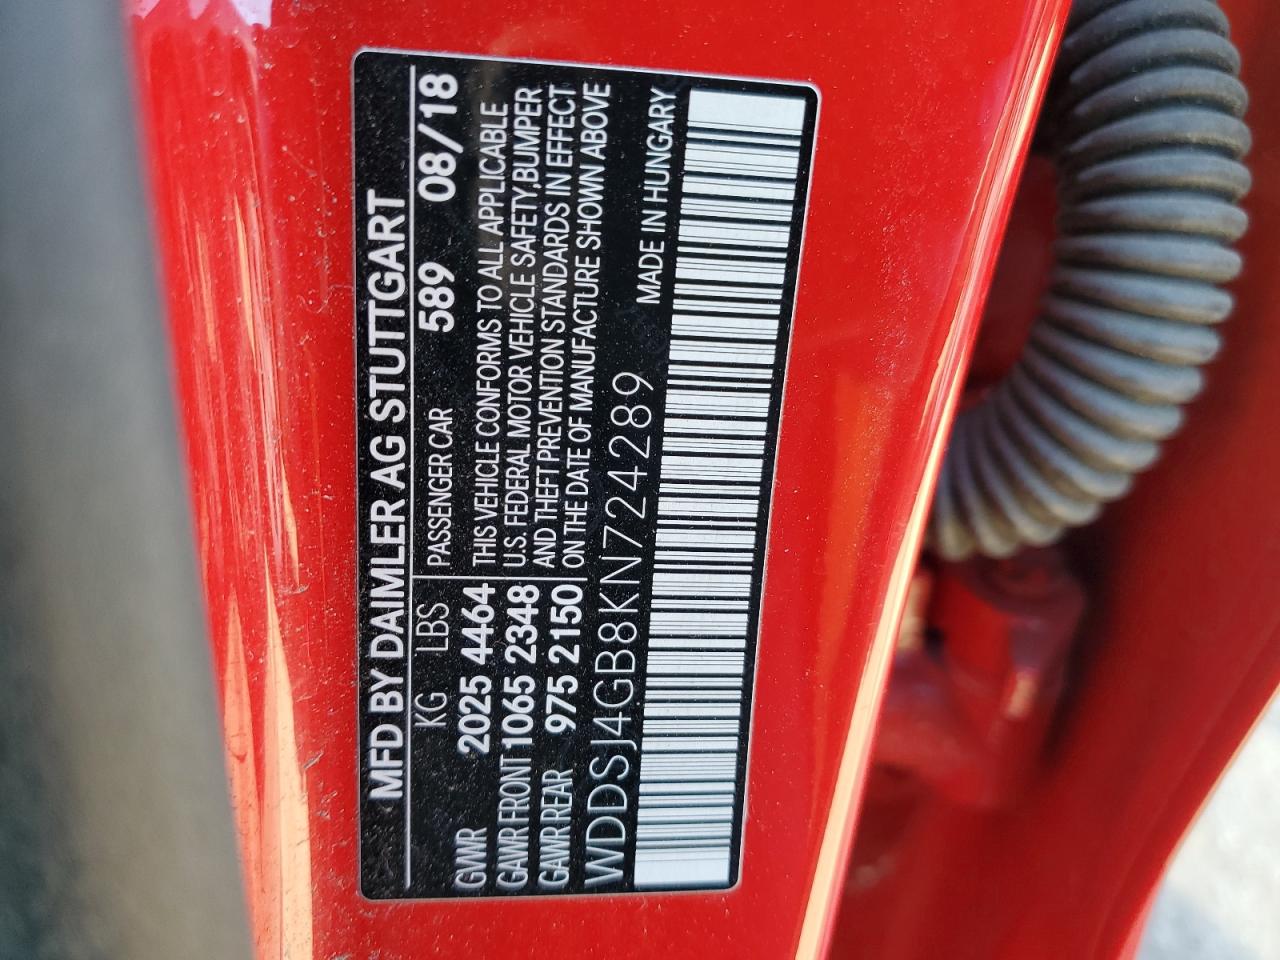 MFD BY DAIMLER AG STUTTGART
KG LBS PASSENGER CAR 589 08/18
GVWR 2025 4464 THIS VEHICLE CONFORMS TO ALL APPLICABLE
GAWR FRONT 1065 2348 U.S. FEDERAL MOTOR VEHICLE SAFETY,BUMPER
GAWR REAR 975 2150 AND THEFT PREVENTION STANDARDS IN EFFECT
ON THE DATE OF MANUFACTURE SHOWN ABOVE
WDDSJ4GB8KN724289 MADE IN HUNGARY